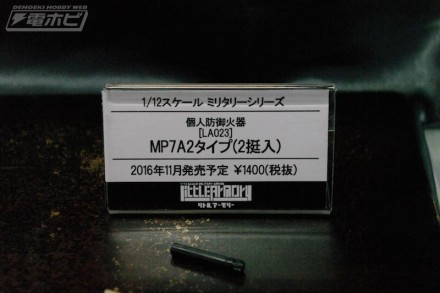 DENGEKI HOBBY WEB
電ホビ
1/12スケール ミリタリーシリーズ
個人防御火器
[LA023]
MP7A2タイプ(2挺入)
2016年11月発売予定 ¥1400(税抜)
LittleArmory
リトルアーモリー